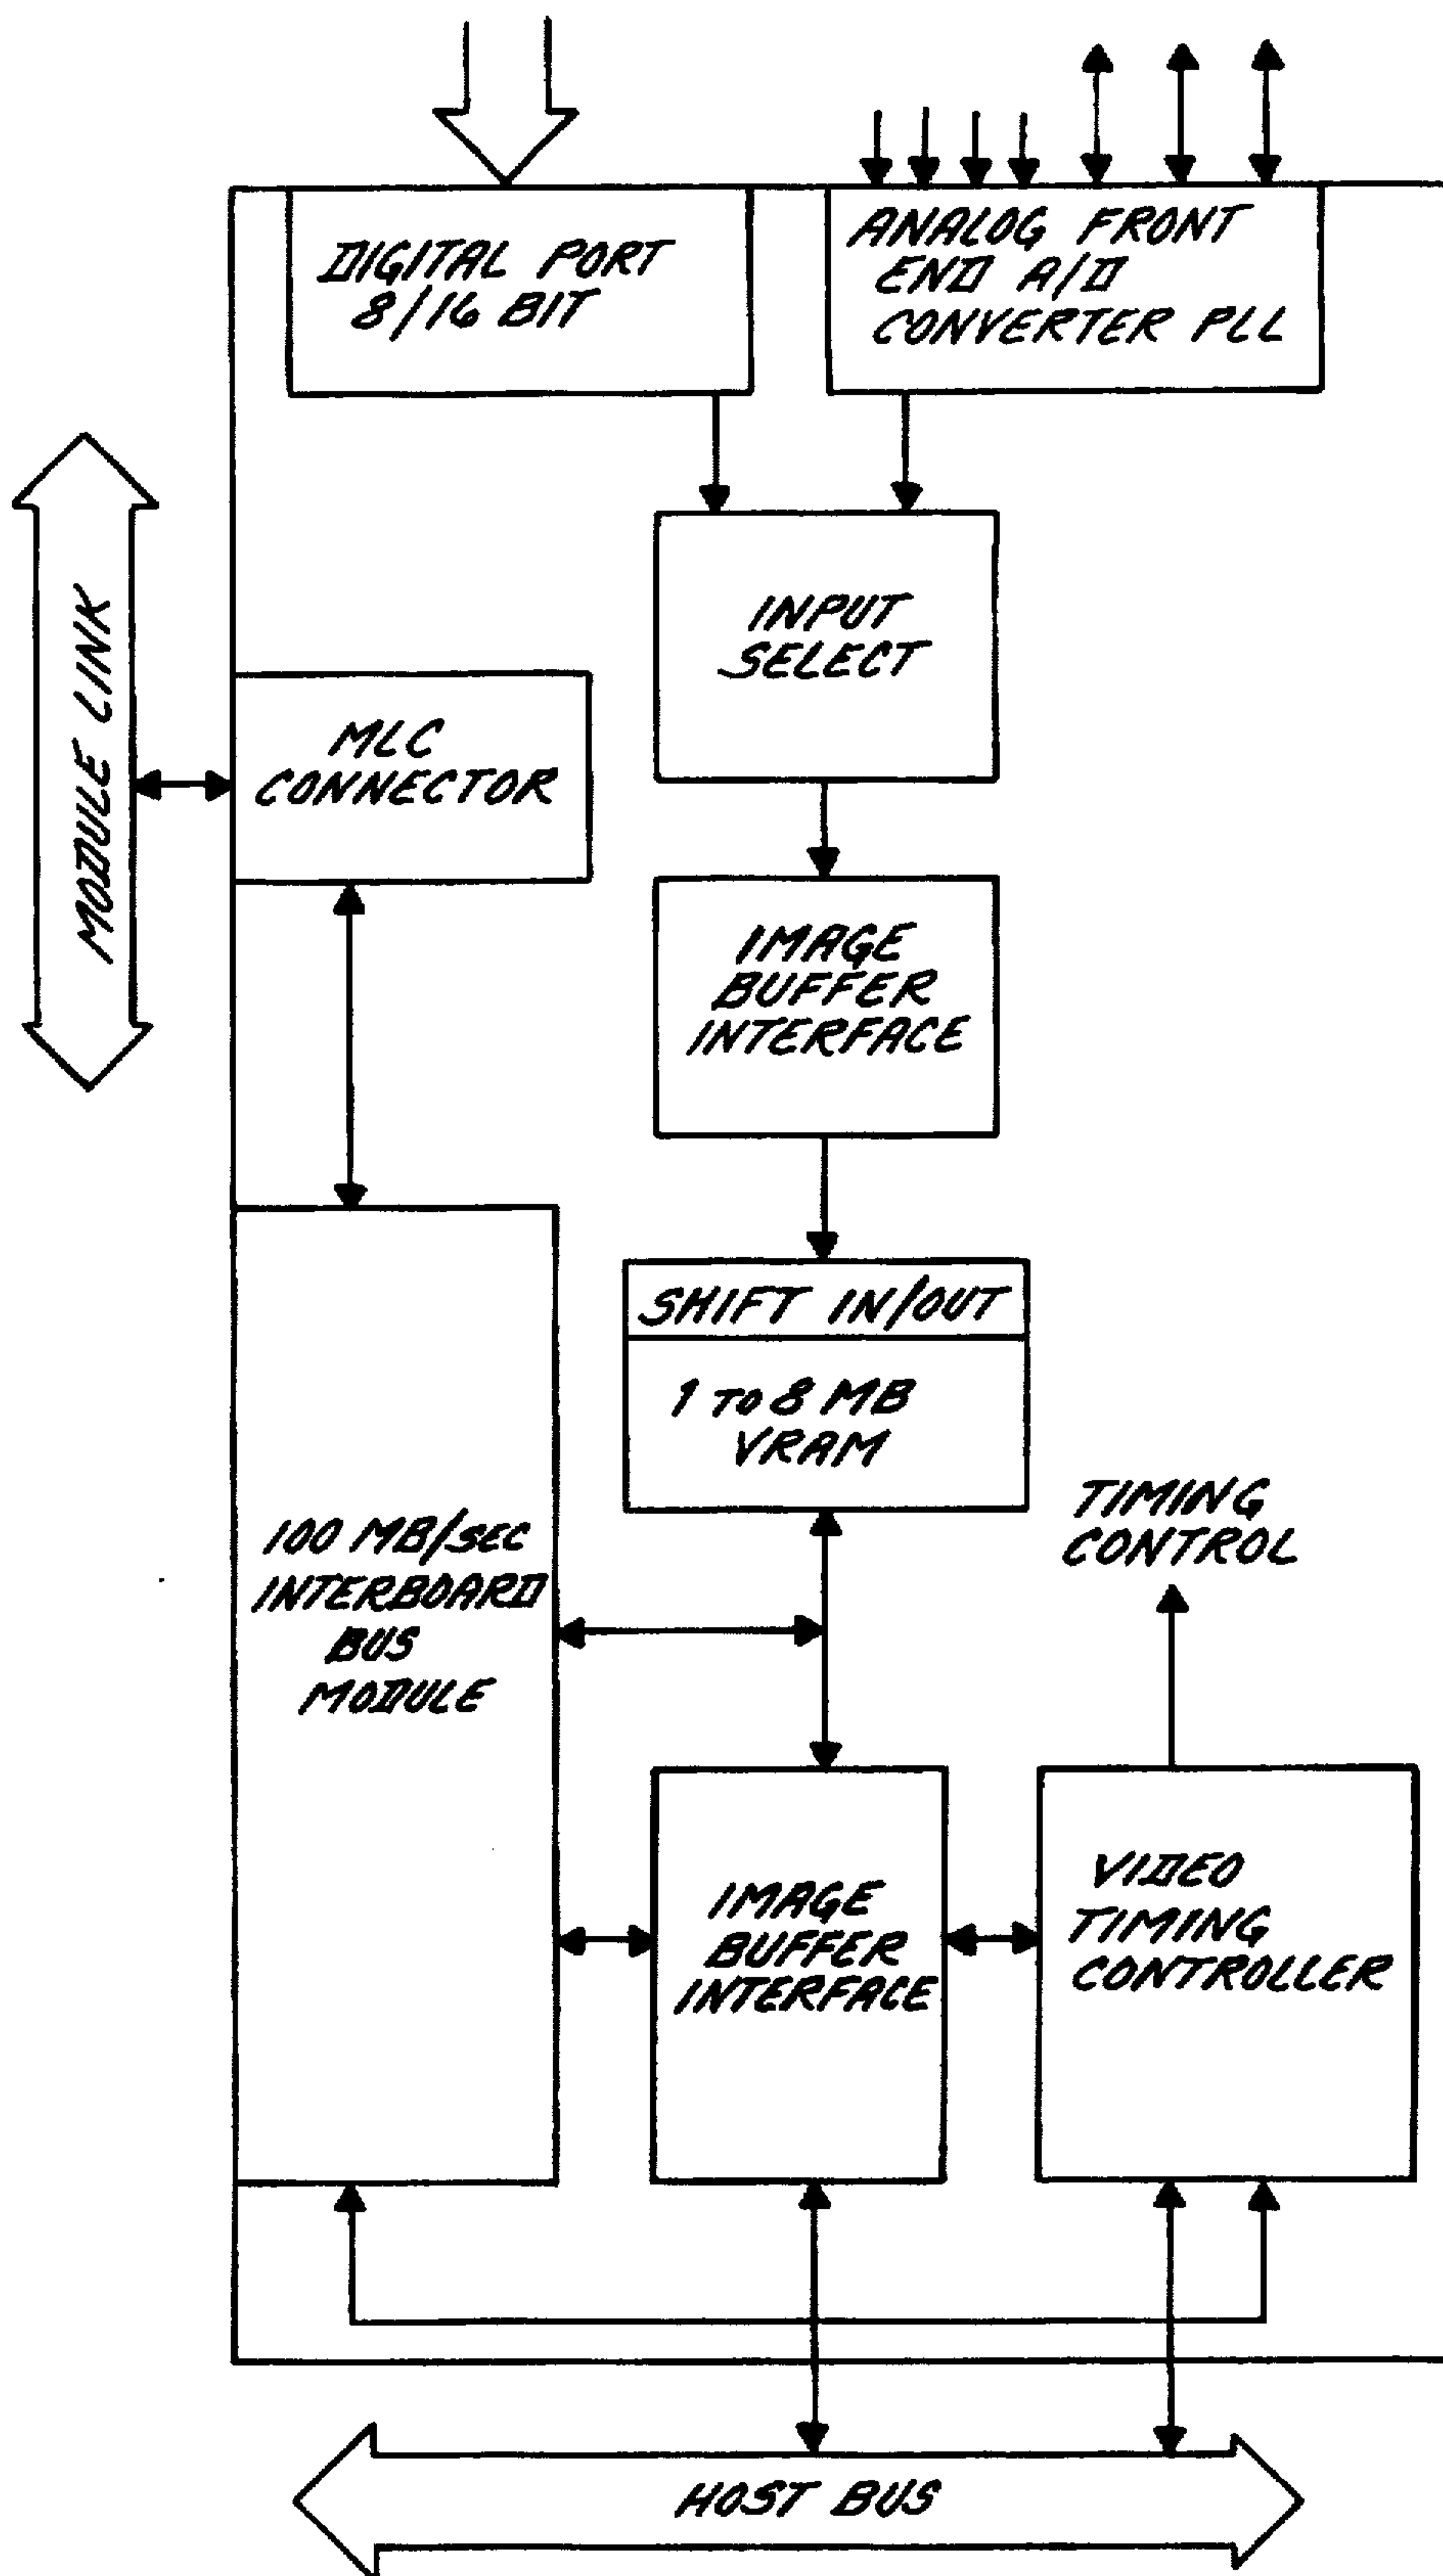 DIGITAL PORT
8/16 BIT
ANALOG FRONT
END A/D
CONVERTER PLL
INPUT
SELECT
MODULE LINK
MLC
CONNECTOR
IMAGE
BUFFER
INTERFACE
SHIFT IN/OUT
1 TO 8 MB
VRAM
100 MB/SEC
INTERBOARD
BUS
MODULE
TIMING
CONTROL
IMAGE
BUFFER
INTERFACE
VIDEO
TIMING
CONTROLLER
HOST BUS